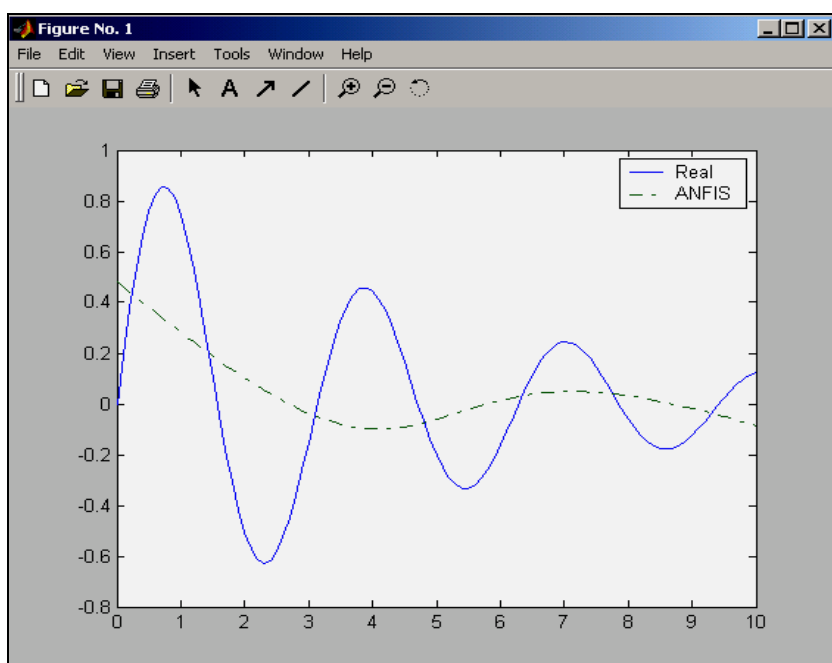 Figure No. 1
File Edit View Insert Tools Window Help
A
1
0.8
0.6
0.4
0.2
0
-0.2
-0.4
-0.6
-0.8
0 1 2 3 4 5 6 7 8 9 10
Real
ANFIS